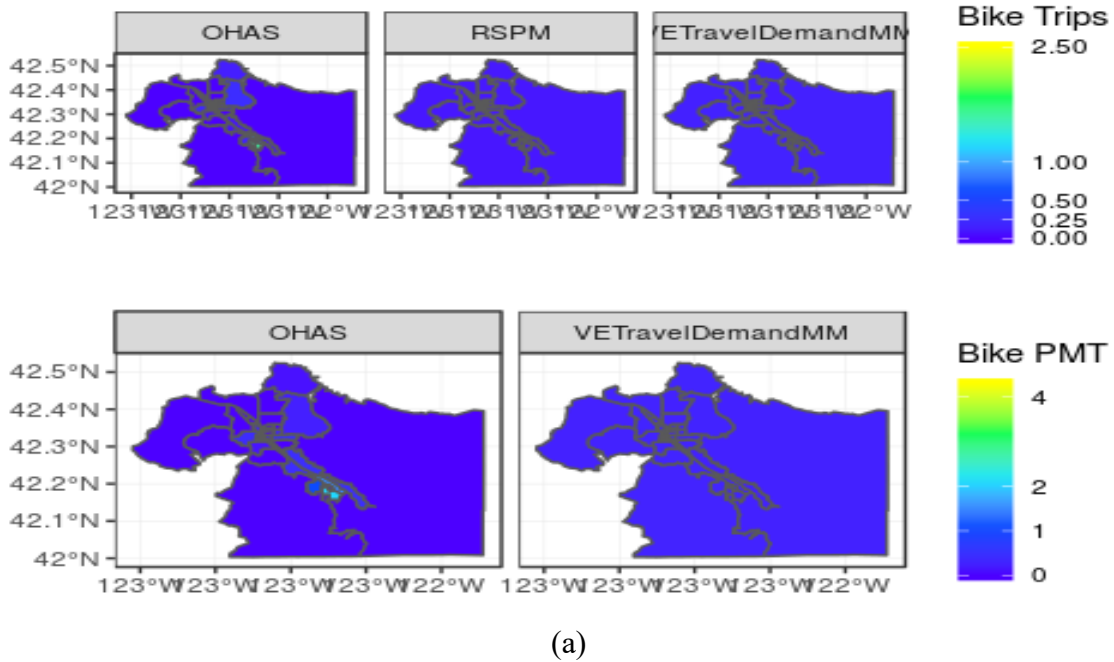 OHAS RSPM VETravelDemandMM Bike Trips
2.50
42.5°N
42.4°N
42.3°N
42.2°N 1.00
42.1°N 0.50
0.25
42°N 0.00
122°W
OHAS VETravelDemandMM Bike PMT
42.5°N
4
42.4°N
42.3°N
42.2°N 2
42.1°N 1
42°N 0
123°W 123°W 123°W 123°W 122°W 123°W 123°W 123°W 123°W 122°W
(a)